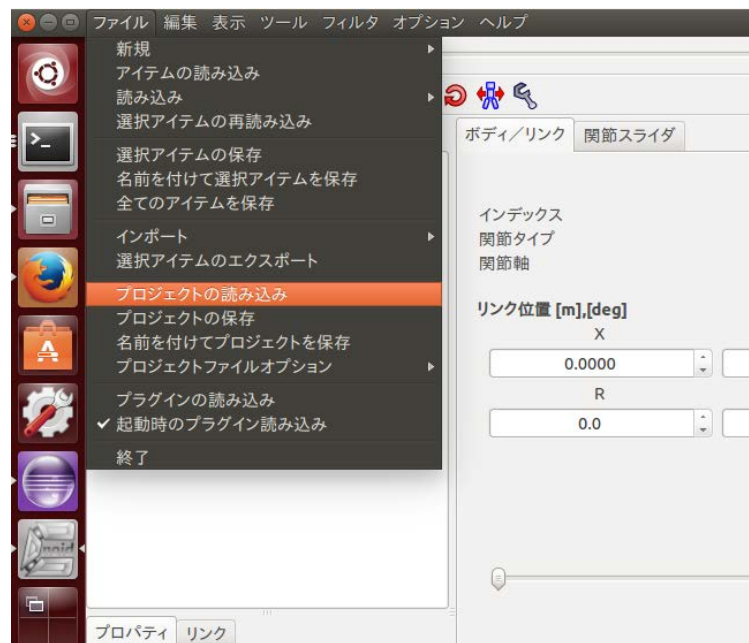 ファイル 編集 表示 ツール フィルタ オプション ヘルプ
新規
アイテムの読み込み
読み込み
選択アイテムの再読み込み
選択アイテムの保存
名前を付けて選択アイテムを保存
全てのアイテムを保存
インポート
選択アイテムのエクスポート
プロジェクトの読み込み
プロジェクトの保存
名前を付けてプロジェクトを保存
プロジェクトファイルオプション
プラグインの読み込み
起動時のプラグイン読み込み
終了
ボディ／リンク 関節スライダ
インデックス
関節タイプ
関節軸
リンク位置 [m],[deg]
X
0.0000
R
0.0
プロパティ リンク